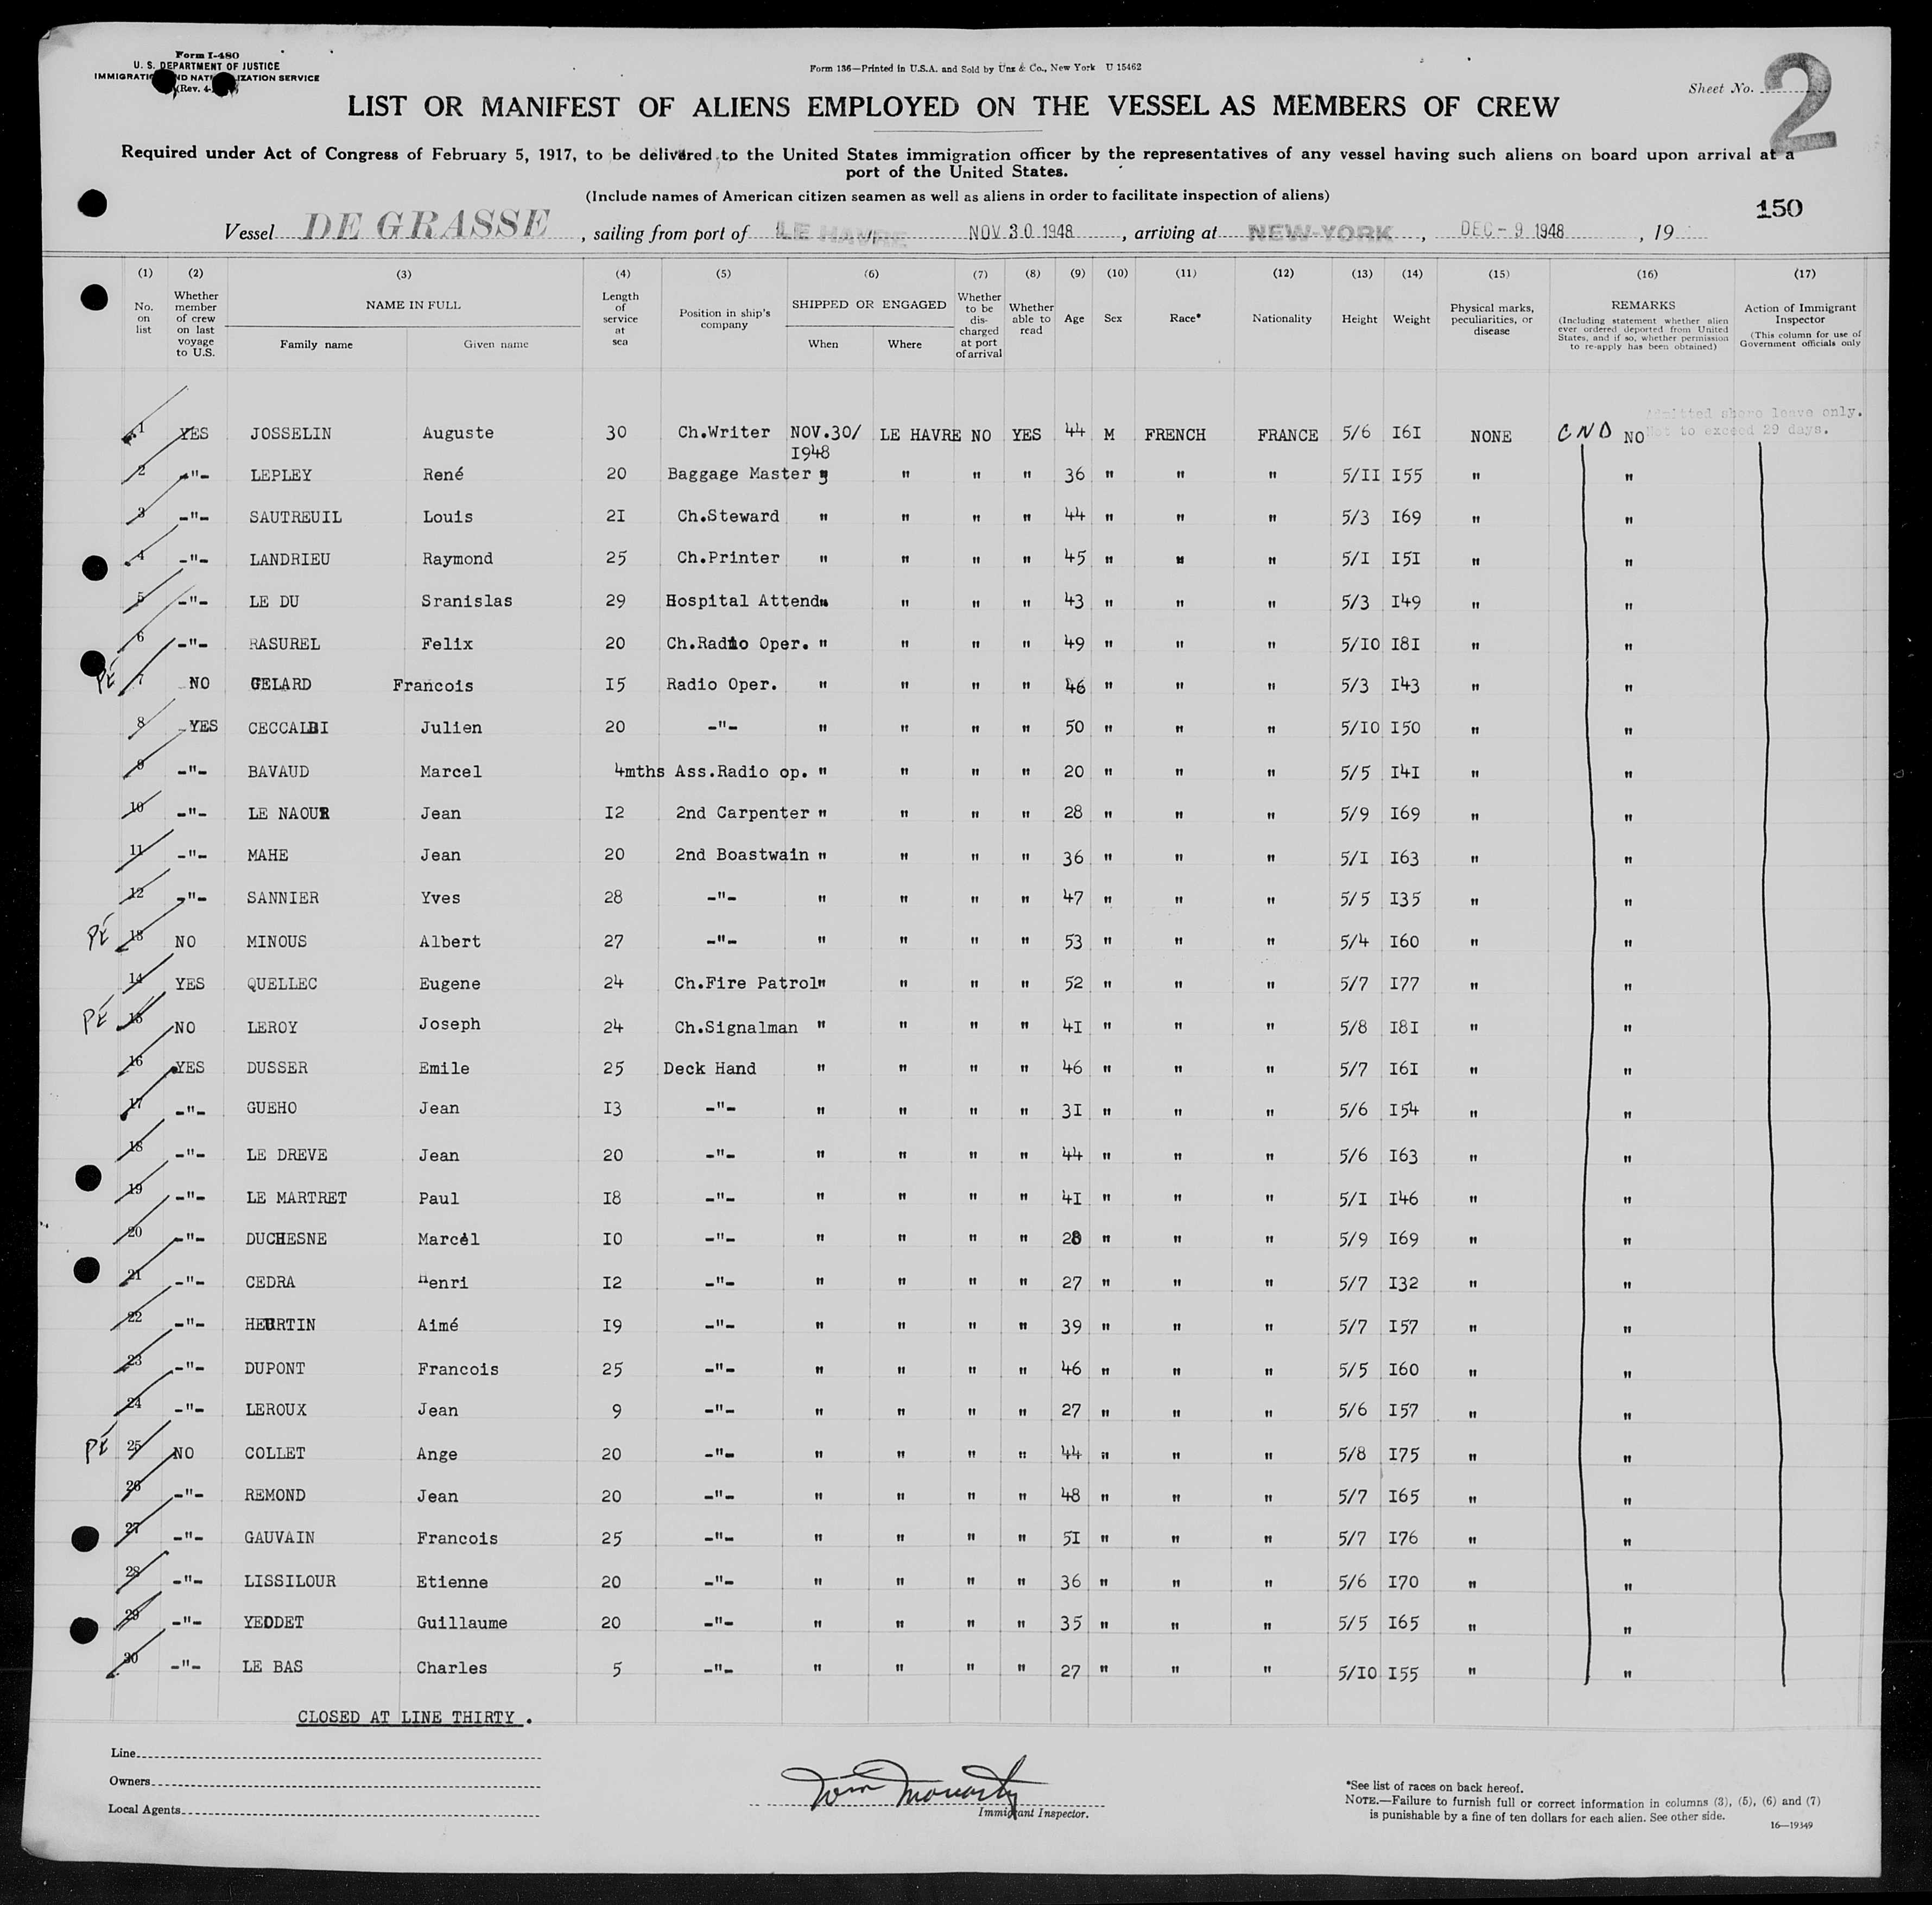 Form I-480
U. S. DEPARTMENT OF JUSTICE
IMMIGRATION AND NATURALIZATION SERVICE
(Rev. 4-
Form 136—Printed in U.S.A. and Sold by Unz & Co., New York U 15462
Sheet No. 2
LIST OR MANIFEST OF ALIENS EMPLOYED ON THE VESSEL AS MEMBERS OF CREW
Required under Act of Congress of February 5, 1917, to be delivered to the United States immigration officer by the representatives of any vessel having such aliens on board upon arrival at a
port of the United States.
(Include names of American citizen seamen as well as aliens in order to facilitate inspection of aliens)
150
Vessel DE GRASSE, sailing from port of LE HAVRE NOV 30 1948, arriving at NEW-YORK, DEC - 9 1948, 19
(1) (2) (3) (4) (5) (6) (7) (8) (9) (10) (11) (12) (13) (14) (15) (16) (17)
No. on list
Whether member of crew on last voyage to U.S.
NAME IN FULL
Family name Given name
Length of service at sea
Position in ship's company
SHIPPED OR ENGAGED
When Where
Whether to be discharged at port of arrival
Whether able to read
Age Sex Race* Nationality Height Weight
Physical marks, peculiarities, or disease
REMARKS
(Including statement whether alien ever ordered deported from United States, and if so, whether permission to re-apply has been obtained)
Action of Immigrant Inspector
(This column for use of Government officials only
Admitted shore leave only.
Not to exceed 29 days.
1 YES JOSSELIN Auguste 30 Ch.Writer NOV.30/ 1948 LE HAVRE NO YES 44 M FRENCH FRANCE 5/6 I6I NONE CND NO
2 -"- LEPLEY René 20 Baggage Master " " " " 36 " " " 5/II I55 " "
3 -"- SAUTREUIL Louis 2I Ch.Steward " " " " 44 " " " 5/3 I69 " "
4 -"- LANDRIEU Raymond 25 Ch.Printer " " " " 45 " " " 5/I I5I " "
5 -"- LE DU Sranislas 29 Hospital Attend. " " " " 43 " " " 5/3 I49 " "
6 -"- RASUREL Felix 20 Ch.Radio Oper. " " " " 49 " " " 5/IO I8I " "
PE 7 NO GELARD Francois I5 Radio Oper. " " " " 46 " " " 5/3 I43 " "
8 YES CECCALDI Julien 20 -"- " " " " 50 " " " 5/IO I50 " "
9 -"- BAVAUD Marcel 4mths Ass.Radio op. " " " " 20 " " " 5/5 I4I " "
10 -"- LE NAOUR Jean I2 2nd Carpenter " " " " 28 " " " 5/9 I69 " "
11 -"- MAHE Jean 20 2nd Boastwain " " " " 36 " " " 5/I I63 " "
12 -"- SANNIER Yves 28 -"- " " " " 47 " " " 5/5 I35 " "
PE 13 NO MINOUS Albert 27 -"- " " " " 53 " " " 5/4 I60 " "
14 YES QUELLEC Eugene 24 Ch.Fire Patrol " " " " 52 " " " 5/7 I77 " "
PE 15 NO LEROY Joseph 24 Ch.Signalman " " " " 4I " " " 5/8 I8I " "
16 YES DUSSER Emile 25 Deck Hand " " " " 46 " " " 5/7 I6I " "
17 -"- GUEHO Jean I3 -"- " " " " 3I " " " 5/6 I54 " "
18 -"- LE DREVE Jean 20 -"- " " " " 44 " " " 5/6 I63 " "
19 -"- LE MARTRET Paul I8 -"- " " " " 4I " " " 5/I I46 " "
20 -"- DUCHESNE Marcel IO -"- " " " " 28 " " " 5/9 I69 " "
21 -"- CEDRA Henri I2 -"- " " " " 27 " " " 5/7 I32 " "
22 -"- HEURTIN Aimé I9 -"- " " " " 39 " " " 5/7 I57 " "
23 -"- DUPONT Francois 25 -"- " " " " 46 " " " 5/5 I60 " "
24 -"- LEROUX Jean 9 -"- " " " " 27 " " " 5/6 I57 " "
PE 25 NO COLLET Ange 20 -"- " " " " 44 " " " 5/8 I75 " "
26 -"- REMOND Jean 20 -"- " " " " 48 " " " 5/7 I65 " "
27 -"- GAUVAIN Francois 25 -"- " " " " 5I " " " 5/7 I76 " "
28 -"- LISSILOUR Etienne 20 -"- " " " " 36 " " " 5/6 I70 " "
29 -"- YEDDET Guillaume 20 -"- " " " " 35 " " " 5/5 I65 " "
30 -"- LE BAS Charles 5 -"- " " " " 27 " " " 5/IO I55 " "
CLOSED AT LINE THIRTY.
Line
Owners
Local Agents
Immigrant Inspector.
*See list of races on back hereof.
NOTE.—Failure to furnish full or correct information in columns (3), (5), (6) and (7)
is punishable by a fine of ten dollars for each alien. See other side.
16—19349